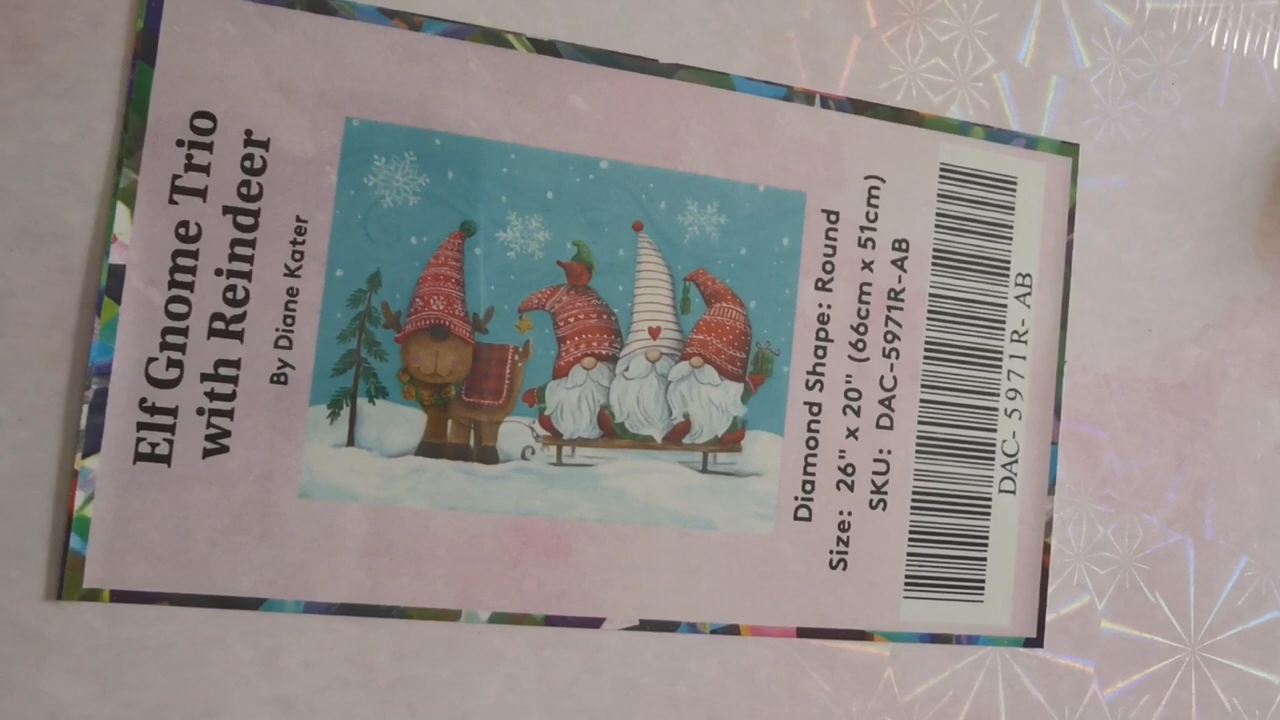 Elf Gnome Trio
with Reindeer
By Diane Kater
Diamond Shape: Round
Size: 26" x 20" (66cm x 51cm)
SKU: DAC-5971R-AB
DAC- 5971R- AB